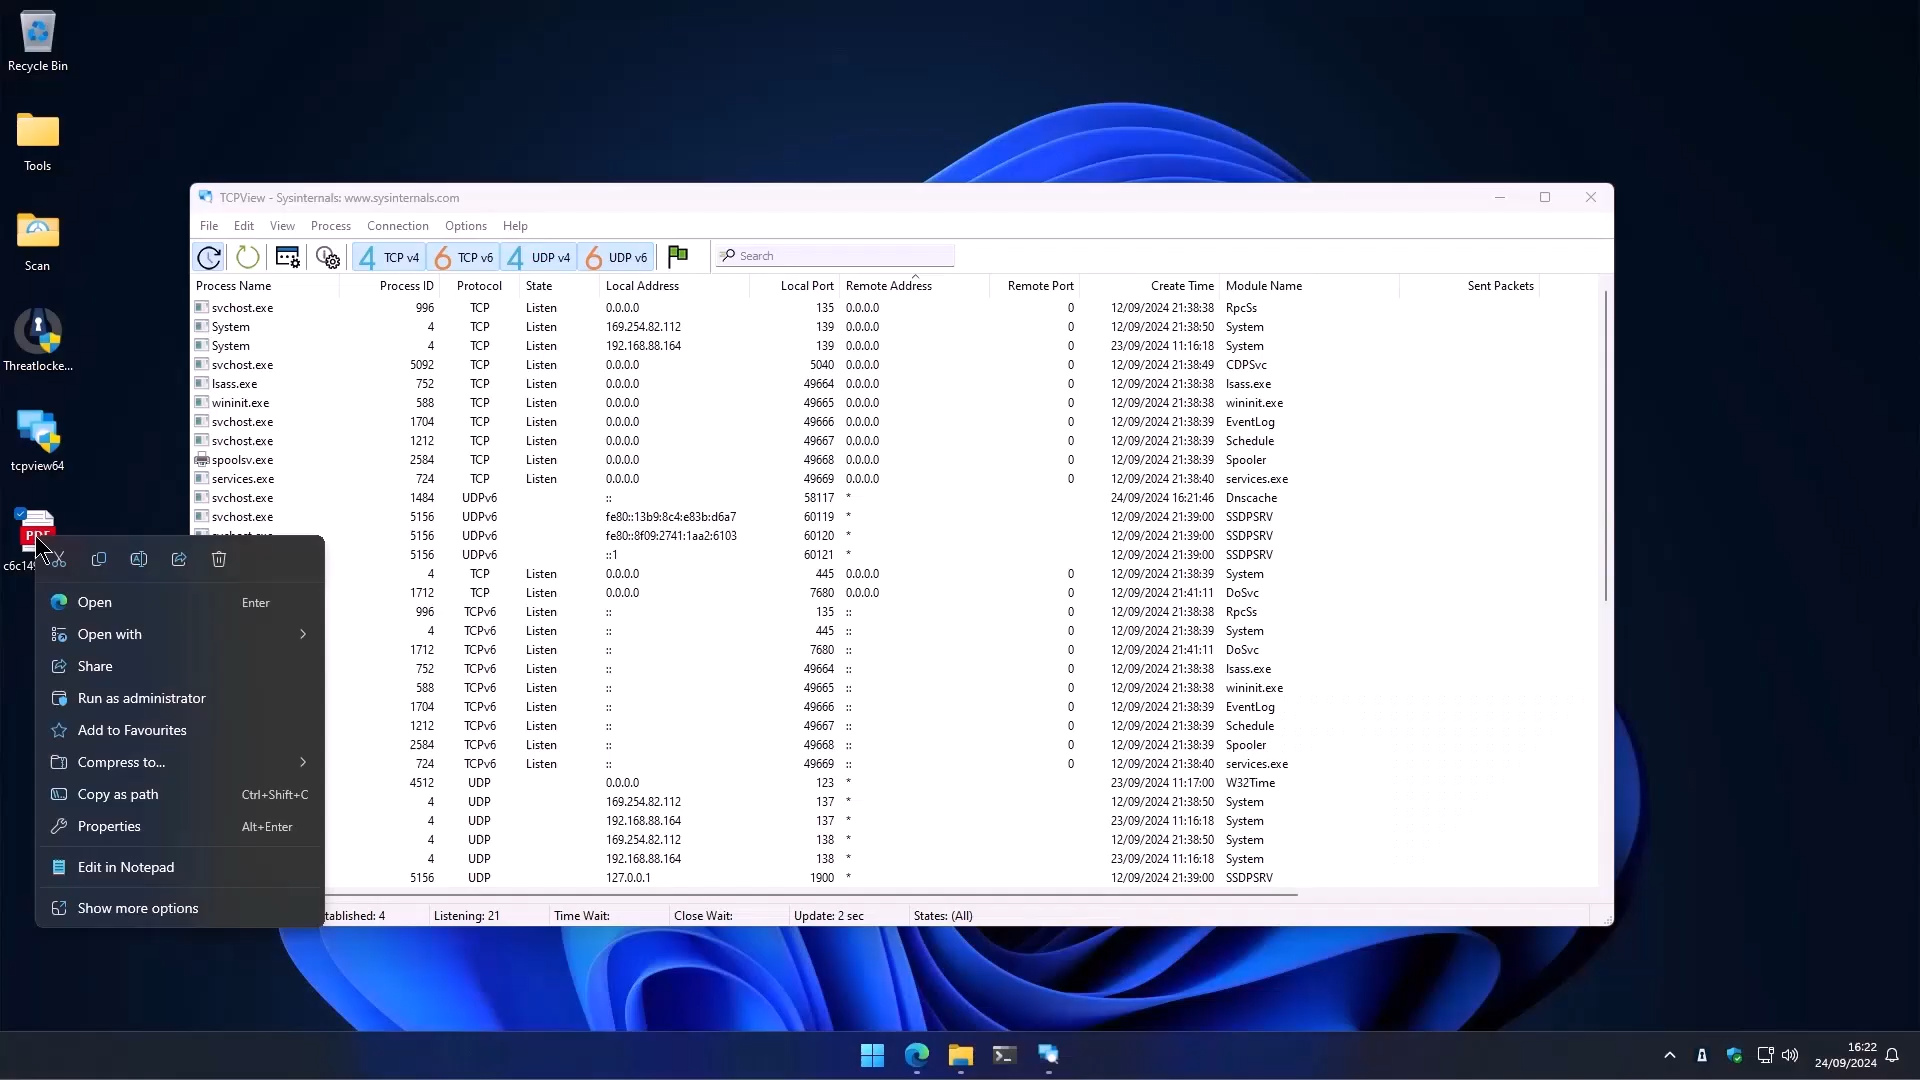 Recycle Bin
Tools
Scan
Threatlocke...
tcpview64
TCPView - Sysinternals: www.sysinternals.com
File Edit View Process Connection Options Help
4 TCP v4 6 TCP v6 4 UDP v4 6 UDP v6 Search
Process Name Process ID Protocol State Local Address Local Port Remote Address Remote Port Create Time Module Name Sent Packets
svchost.exe 996 TCP Listen 0.0.0.0 135 0.0.0.0 0 12/09/2024 21:38:38 RpcSs
System 4 TCP Listen 169.254.82.112 139 0.0.0.0 0 12/09/2024 21:38:50 System
System 4 TCP Listen 192.168.88.164 139 0.0.0.0 0 23/09/2024 11:16:18 System
svchost.exe 5092 TCP Listen 0.0.0.0 5040 0.0.0.0 0 12/09/2024 21:38:49 CDPSvc
lsass.exe 752 TCP Listen 0.0.0.0 49664 0.0.0.0 0 12/09/2024 21:38:38 lsass.exe
wininit.exe 588 TCP Listen 0.0.0.0 49665 0.0.0.0 0 12/09/2024 21:38:38 wininit.exe
svchost.exe 1704 TCP Listen 0.0.0.0 49666 0.0.0.0 0 12/09/2024 21:38:39 EventLog
svchost.exe 1212 TCP Listen 0.0.0.0 49667 0.0.0.0 0 12/09/2024 21:38:39 Schedule
spoolsv.exe 2584 TCP Listen 0.0.0.0 49668 0.0.0.0 0 12/09/2024 21:38:39 Spooler
services.exe 724 TCP Listen 0.0.0.0 49669 0.0.0.0 0 12/09/2024 21:38:40 services.exe
svchost.exe 1484 UDPv6 :: 58117 * 24/09/2024 16:21:46 Dnscache
svchost.exe 5156 UDPv6 fe80::13b9:8c4:e83b:d6a7 60119 * 12/09/2024 21:39:00 SSDPSRV
5156 UDPv6 fe80::8f09:2741:1aa2:6103 60120 * 12/09/2024 21:39:00 SSDPSRV
5156 UDPv6 ::1 60121 * 12/09/2024 21:39:00 SSDPSRV
4 TCP Listen 0.0.0.0 445 0.0.0.0 0 12/09/2024 21:38:39 System
1712 TCP Listen 0.0.0.0 7680 0.0.0.0 0 12/09/2024 21:41:11 DoSvc
996 TCPv6 Listen :: 135 :: 0 12/09/2024 21:38:38 RpcSs
4 TCPv6 Listen :: 445 :: 0 12/09/2024 21:38:39 System
1712 TCPv6 Listen :: 7680 :: 0 12/09/2024 21:41:11 DoSvc
752 TCPv6 Listen :: 49664 :: 0 12/09/2024 21:38:38 lsass.exe
588 TCPv6 Listen :: 49665 :: 0 12/09/2024 21:38:38 wininit.exe
1704 TCPv6 Listen :: 49666 :: 0 12/09/2024 21:38:39 EventLog
1212 TCPv6 Listen :: 49667 :: 0 12/09/2024 21:38:39 Schedule
2584 TCPv6 Listen :: 49668 :: 0 12/09/2024 21:38:39 Spooler
724 TCPv6 Listen :: 49669 :: 0 12/09/2024 21:38:40 services.exe
4512 UDP 0.0.0.0 123 * 23/09/2024 11:17:00 W32Time
4 UDP 169.254.82.112 137 * 12/09/2024 21:38:50 System
4 UDP 192.168.88.164 137 * 23/09/2024 11:16:18 System
4 UDP 169.254.82.112 138 * 12/09/2024 21:38:50 System
4 UDP 192.168.88.164 138 * 23/09/2024 11:16:18 System
5156 UDP 127.0.0.1 1900 * 12/09/2024 21:39:00 SSDPSRV
tablished: 4 Listening: 21 Time Wait: Close Wait: Update: 2 sec States: (All)
PDF
c6c149
Open Enter
Open with
Share
Run as administrator
Add to Favourites
Compress to...
Copy as path Ctrl+Shift+C
Properties Alt+Enter
Edit in Notepad
Show more options
16:22
24/09/2024